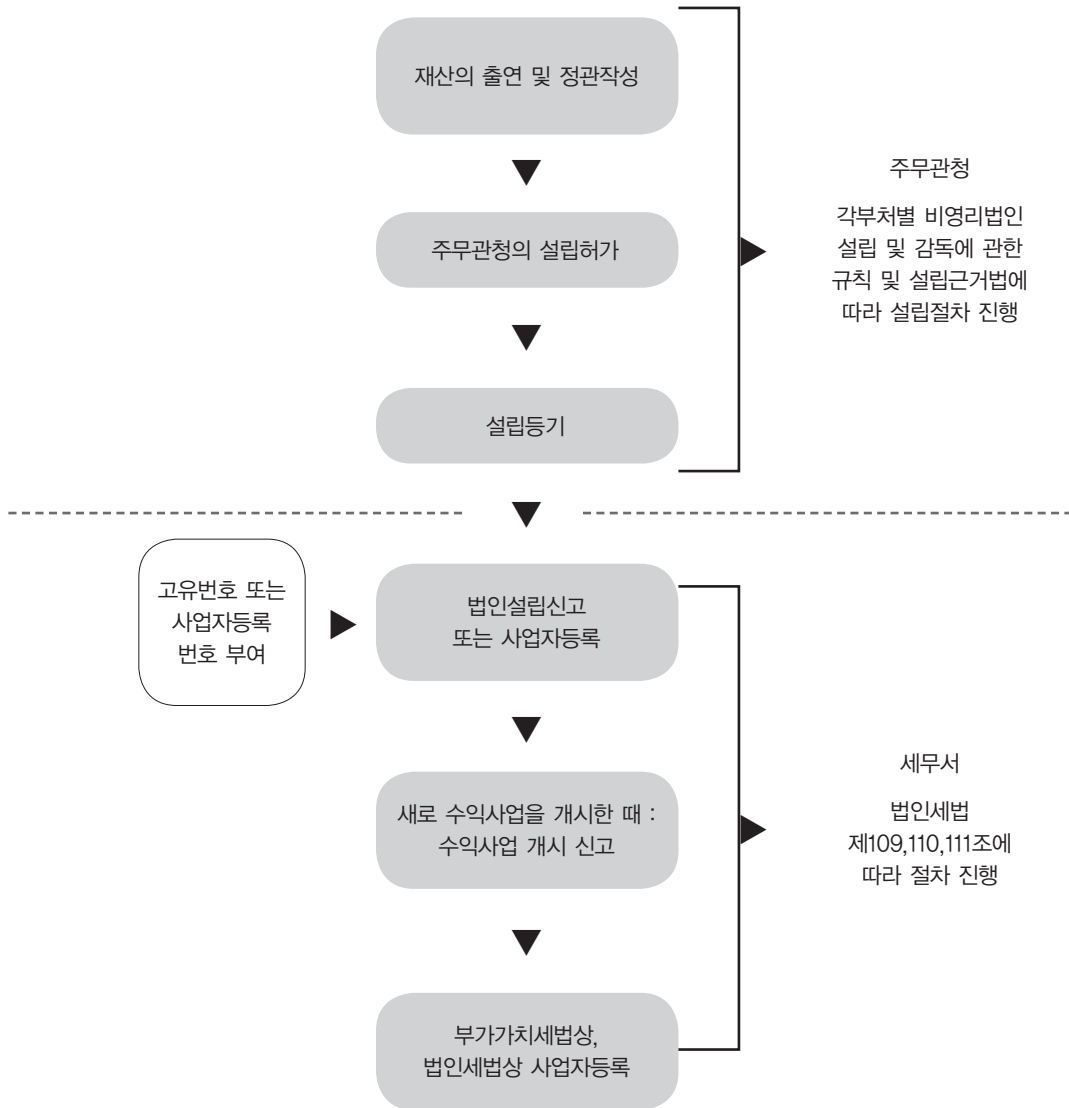 재산의 출연 및 정관작성
주무관청의 설립허가
설립등기
주무관청
각부처별 비영리법인
설립 및 감독에 관한
규칙 및 설립근거법에
따라 설립절차 진행
고유번호 또는
사업자등록
번호 부여
법인설립신고
또는 사업자등록
새로 수익사업을 개시한 때 :
수익사업 개시 신고
부가가치세법상,
법인세법상 사업자등록
세무서
법인세법
제109,110,111조에
따라 절차 진행